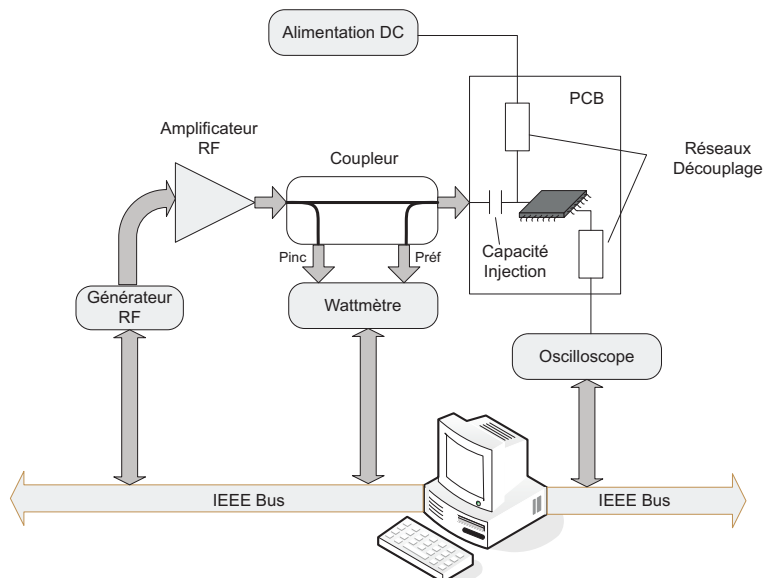 Alimentation DC
PCB
Amplificateur
RF
Coupleur
Réseaux
Découplage
Capacité
Injection
Pinc
Préf
Générateur
RF
Wattmètre
Oscilloscope
IEEE Bus
IEEE Bus